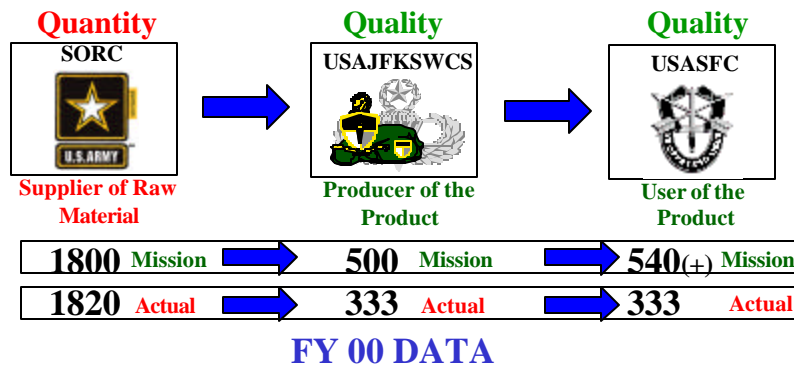 Quantity
Quality
Quality
SORC
USAJFKSWCS
USASFC
U.S.ARMY
Supplier of Raw
Material
Producer of the
Product
User of the
Product
1800 Mission
500 Mission
540(+) Mission
1820 Actual
333 Actual
333 Actual
FY 00 DATA